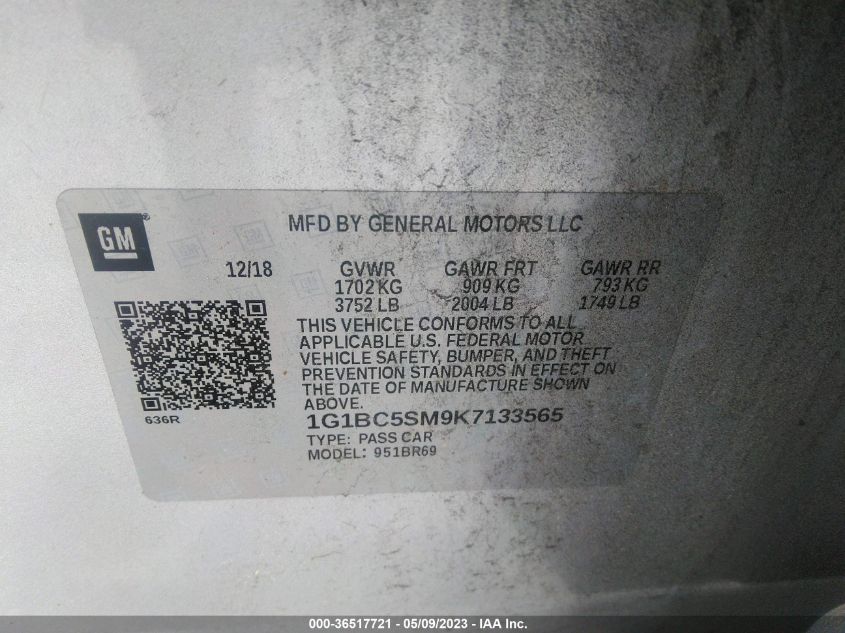 GM
®
MFD BY GENERAL MOTORS LLC
12/18 GVWR GAWR FRT GAWR RR
1702 KG 909 KG 793 KG
3752 LB 2004 LB 1749 LB
THIS VEHICLE CONFORMS TO ALL
APPLICABLE U.S. FEDERAL MOTOR
VEHICLE SAFETY, BUMPER, AND THEFT
PREVENTION STANDARDS IN EFFECT ON
THE DATE OF MANUFACTURE SHOWN
ABOVE.
636R
1G1BC5SM9K7133565
TYPE: PASS CAR
MODEL: 951BR69
000-36517721 - 05/09/2023 - IAA Inc.